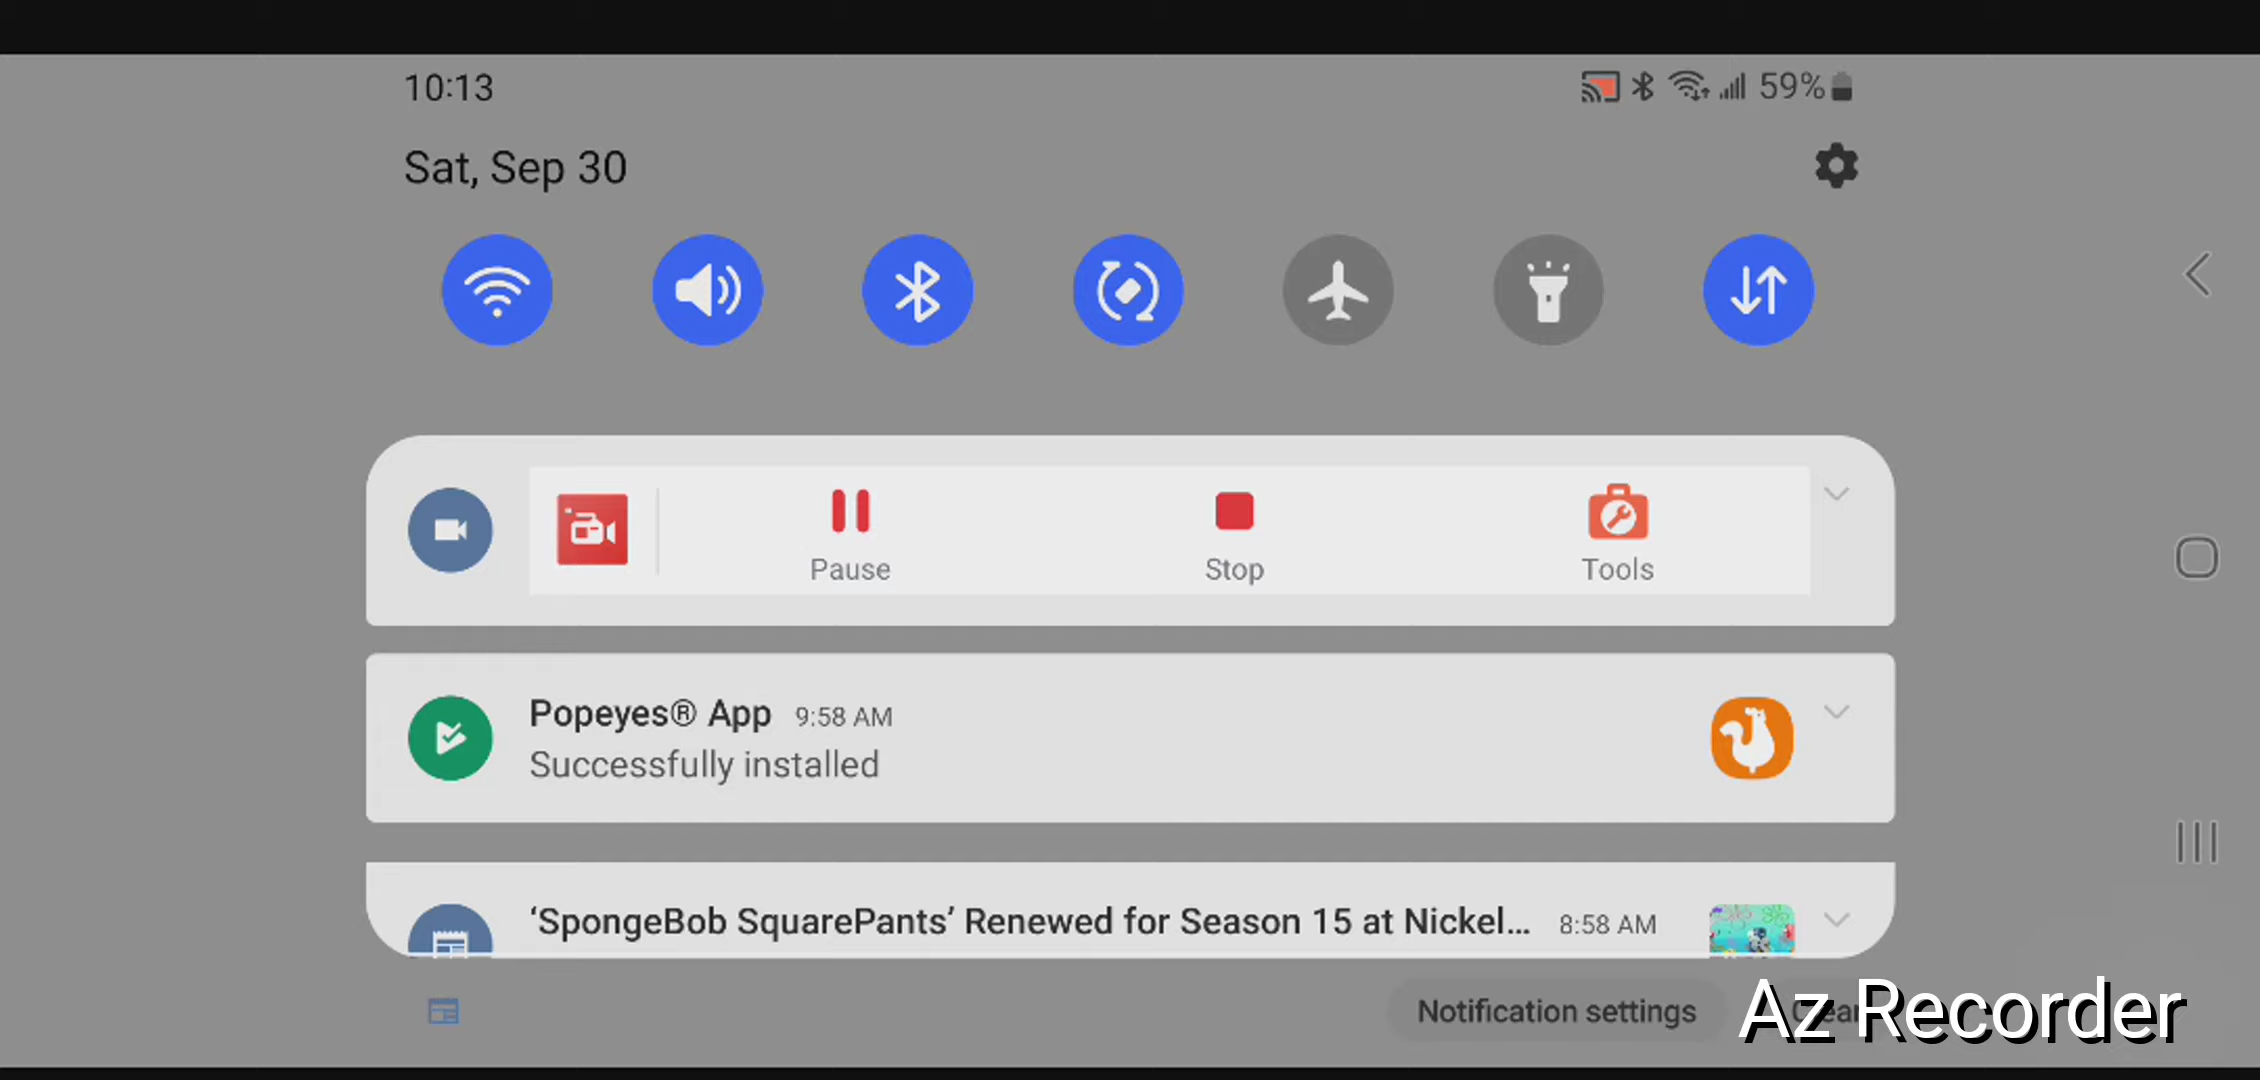 10:13
59%
Sat, Sep 30
Pause
Stop
Tools
Popeyes® App 9:58 AM
Successfully installed
‘SpongeBob SquarePants’ Renewed for Season 15 at Nickel... 8:58 AM
Notification settings
Az Recorder